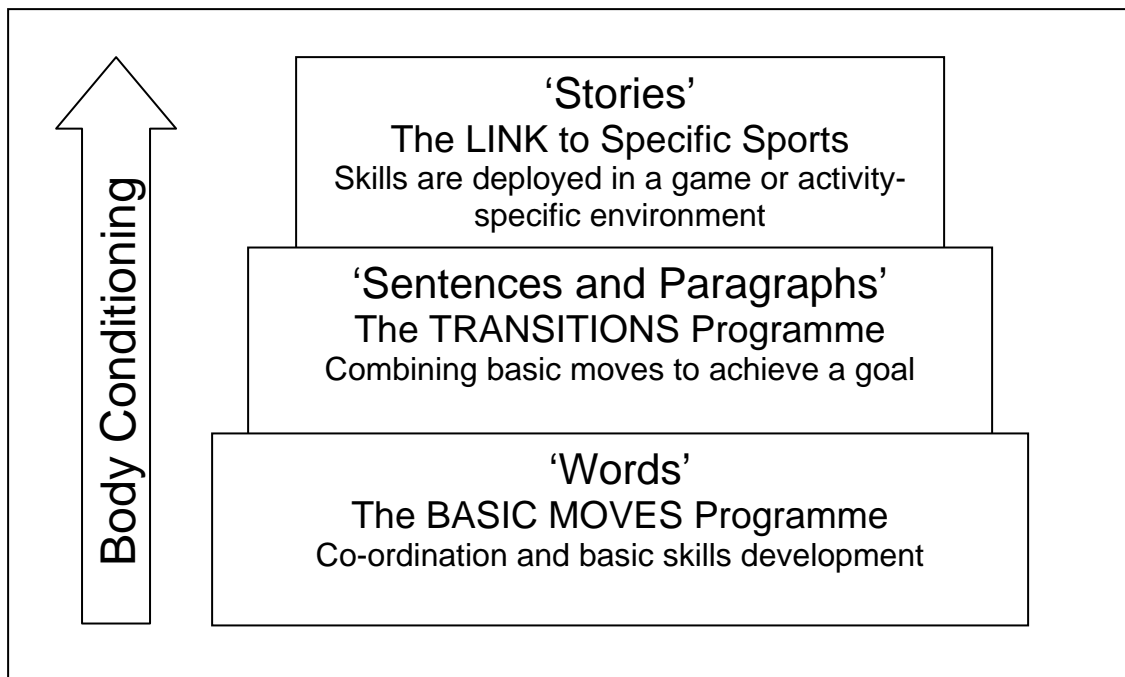 Body Conditioning
‘Stories’
The LINK to Specific Sports
Skills are deployed in a game or activity-
specific environment
‘Sentences and Paragraphs’
The TRANSITIONS Programme
Combining basic moves to achieve a goal
‘Words’
The BASIC MOVES Programme
Co-ordination and basic skills development